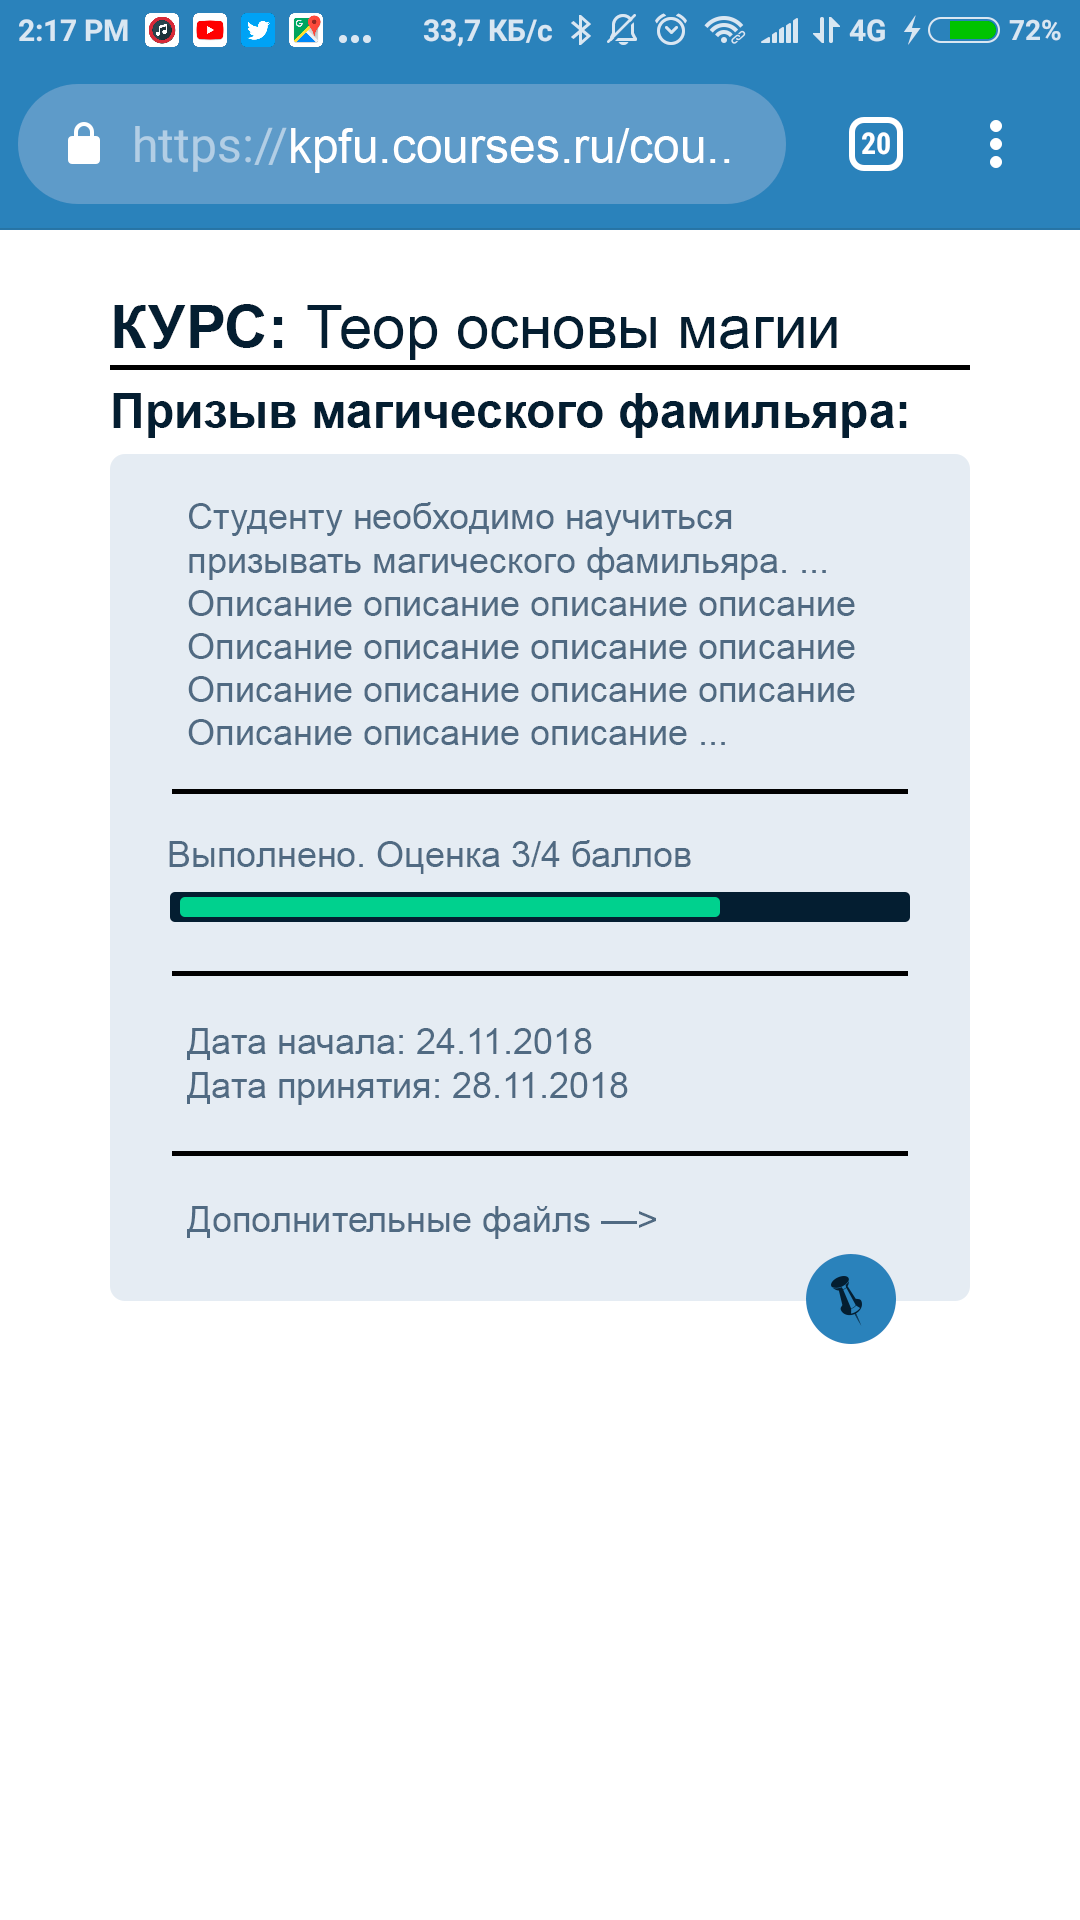 2:17 PM ... 33,7 КБ/с 4G 72%
https://kpfu.courses.ru/cou.. 20
КУРС: Теор основы магии
Призыв магического фамильяра:
Студенту необходимо научиться
призывать магического фамильяра. ...
Описание описание описание описание
Описание описание описание описание
Описание описание описание описание
Описание описание описание ...
Выполнено. Оценка 3/4 баллов
Дата начала: 24.11.2018
Дата принятия: 28.11.2018
Дополнительные файлs —>